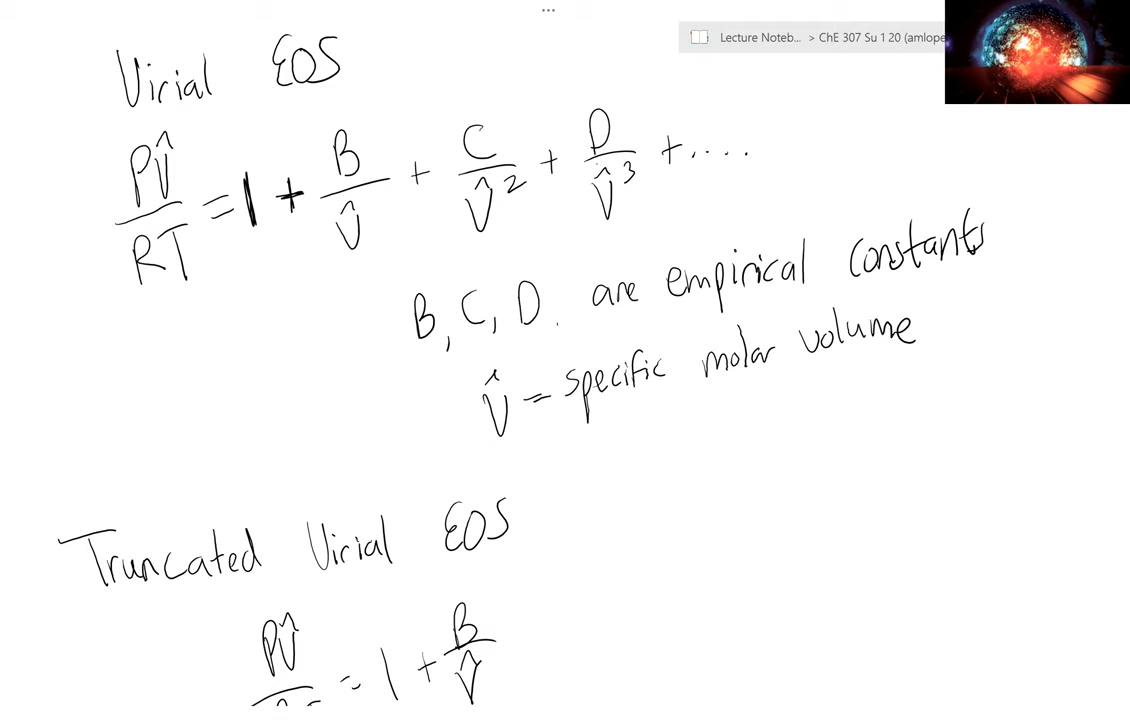 Lecture Noteb... > ChE 307 Su 1 20 (amlope
Virial EOS
PV̂/RT = 1 + B/V̂ + C/V̂² + D/V̂³ + ....
B, C, D. are empirical constants
V̂ = specific molar volume
Truncated Virial EOS
PV̂ = 1 + B/V̂